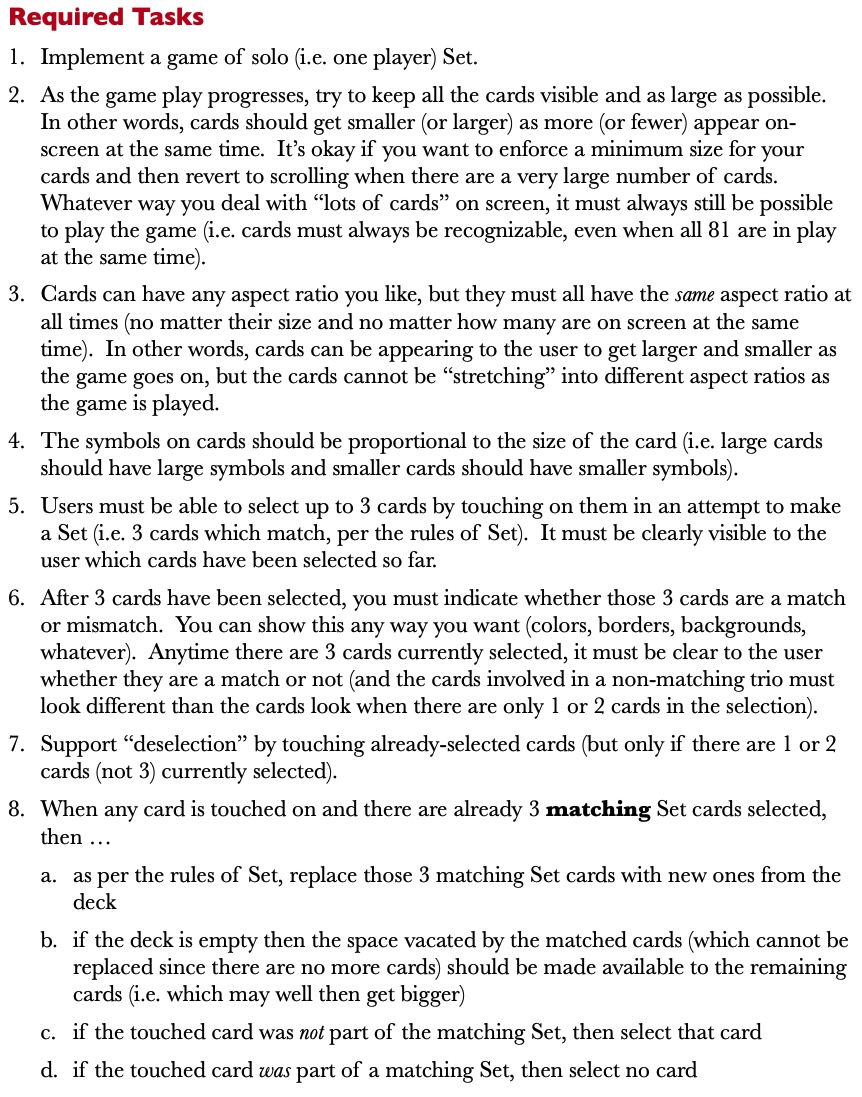 Required Tasks
1. Implement a game of solo (i.e. one player) Set.
2. As the game play progresses, try to keep all the cards visible and as large as possible.
In other words, cards should get smaller (or larger) as more (or fewer) appear on-
screen at the same time. It’s okay if you want to enforce a minimum size for your
cards and then revert to scrolling when there are a very large number of cards.
Whatever way you deal with “lots of cards” on screen, it must always still be possible
to play the game (i.e. cards must always be recognizable, even when all 81 are in play
at the same time).
3. Cards can have any aspect ratio you like, but they must all have the same aspect ratio at
all times (no matter their size and no matter how many are on screen at the same
time). In other words, cards can be appearing to the user to get larger and smaller as
the game goes on, but the cards cannot be “stretching” into different aspect ratios as
the game is played.
4. The symbols on cards should be proportional to the size of the card (i.e. large cards
should have large symbols and smaller cards should have smaller symbols).
5. Users must be able to select up to 3 cards by touching on them in an attempt to make
a Set (i.e. 3 cards which match, per the rules of Set). It must be clearly visible to the
user which cards have been selected so far.
6. After 3 cards have been selected, you must indicate whether those 3 cards are a match
or mismatch. You can show this any way you want (colors, borders, backgrounds,
whatever). Anytime there are 3 cards currently selected, it must be clear to the user
whether they are a match or not (and the cards involved in a non-matching trio must
look different than the cards look when there are only 1 or 2 cards in the selection).
7. Support “deselection” by touching already-selected cards (but only if there are 1 or 2
cards (not 3) currently selected).
8. When any card is touched on and there are already 3 matching Set cards selected,
then …
a. as per the rules of Set, replace those 3 matching Set cards with new ones from the
deck
b. if the deck is empty then the space vacated by the matched cards (which cannot be
replaced since there are no more cards) should be made available to the remaining
cards (i.e. which may well then get bigger)
c. if the touched card was not part of the matching Set, then select that card
d. if the touched card was part of a matching Set, then select no card